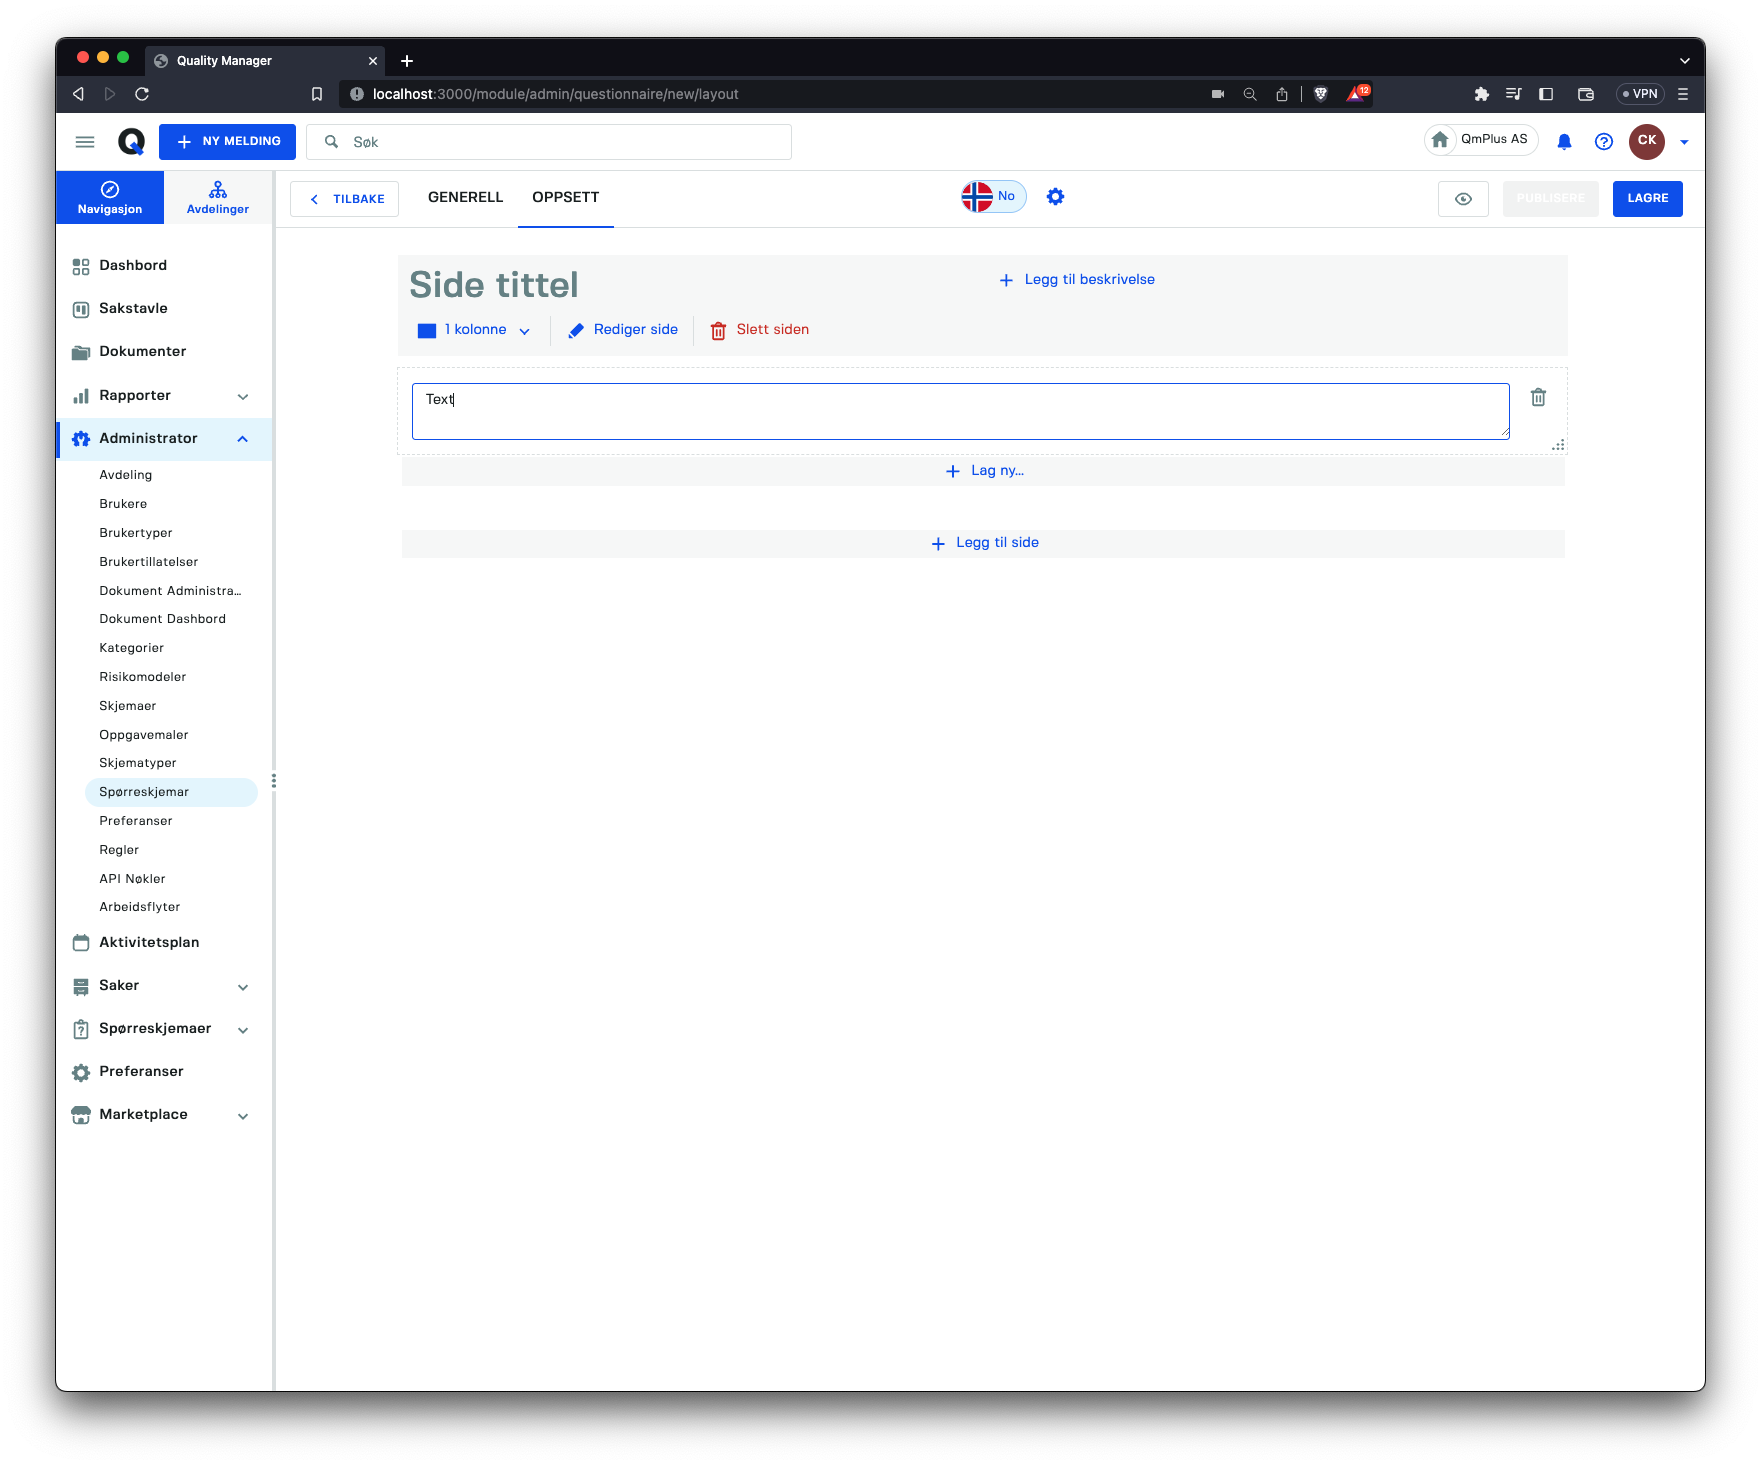 Quality Manager
localhost:3000/module/admin/questionnaire/new/layout
12
VPN
NY MELDING
Søk
QmPlus AS
CK
Navigasjon
Avdelinger
TILBAKE
GENERELL
OPPSETT
No
PUBLISERE
LAGRE
Dashbord
Sakstavle
Dokumenter
Rapporter
Administrator
Avdeling
Brukere
Brukertyper
Brukertillatelser
Dokument Administra...
Dokument Dashbord
Kategorier
Risikomodeler
Skjemaer
Oppgavemaler
Skjematyper
Spørreskjemar
Preferanser
Regler
API Nøkler
Arbeidsflyter
Aktivitetsplan
Saker
Spørreskjemaer
Preferanser
Marketplace
Side tittel
Legg til beskrivelse
1 kolonne
Rediger side
Slett siden
Text
Lag ny...
Legg til side